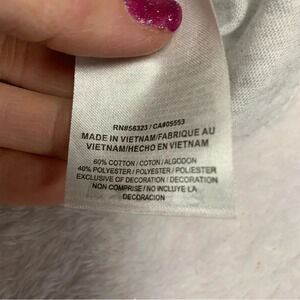 RN#56323 / CA#05553
MADE IN VIETNAM/FABRIQUE AU
VIETNAM/HECHO EN VIETNAM
60% COTTON / COTON / ALGODON
40% POLYESTER / POLYESTER / POLIESTER
EXCLUSIVE OF DECORATION / DECORATION
NON COMPRISE / NO INCLUYE LA
DECORACION